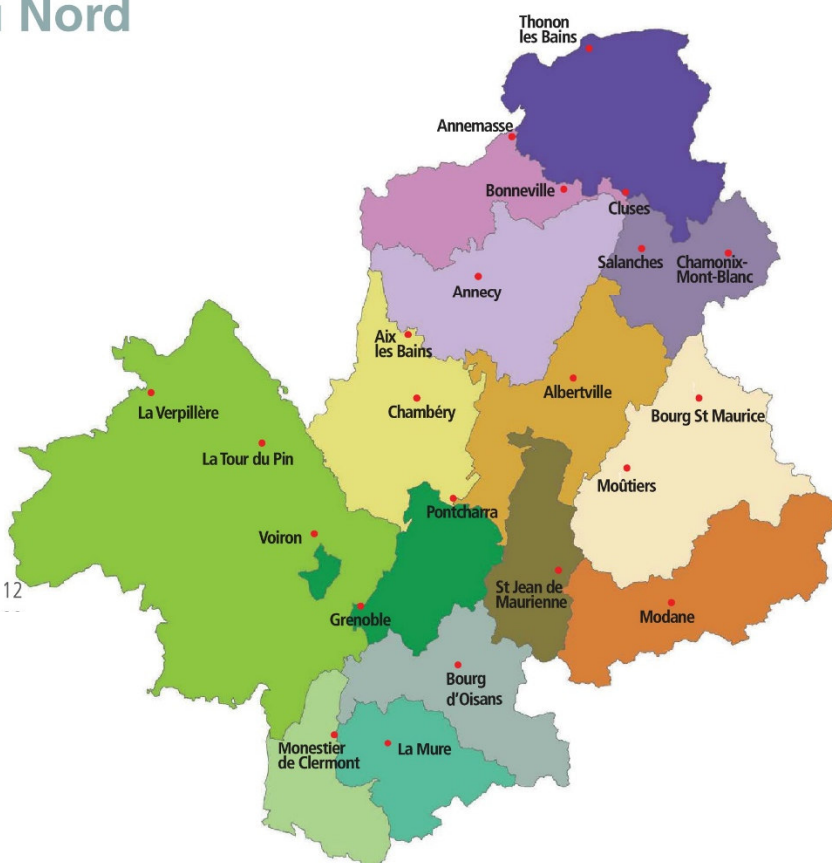 Nord
Thonon
les Bains
Annemasse
Bonneville
Cluses
Salanches
Chamonix-
Mont-Blanc
Annecy
Aix
les Bains
Albertville
Chambéry
Bourg St Maurice
La Verpillère
La Tour du Pin
Moûtiers
Pontcharra
Voiron
12
St Jean de
Maurienne
Modane
Grenoble
Bourg
d'Oisans
Monestier
de Clermont
La Mure